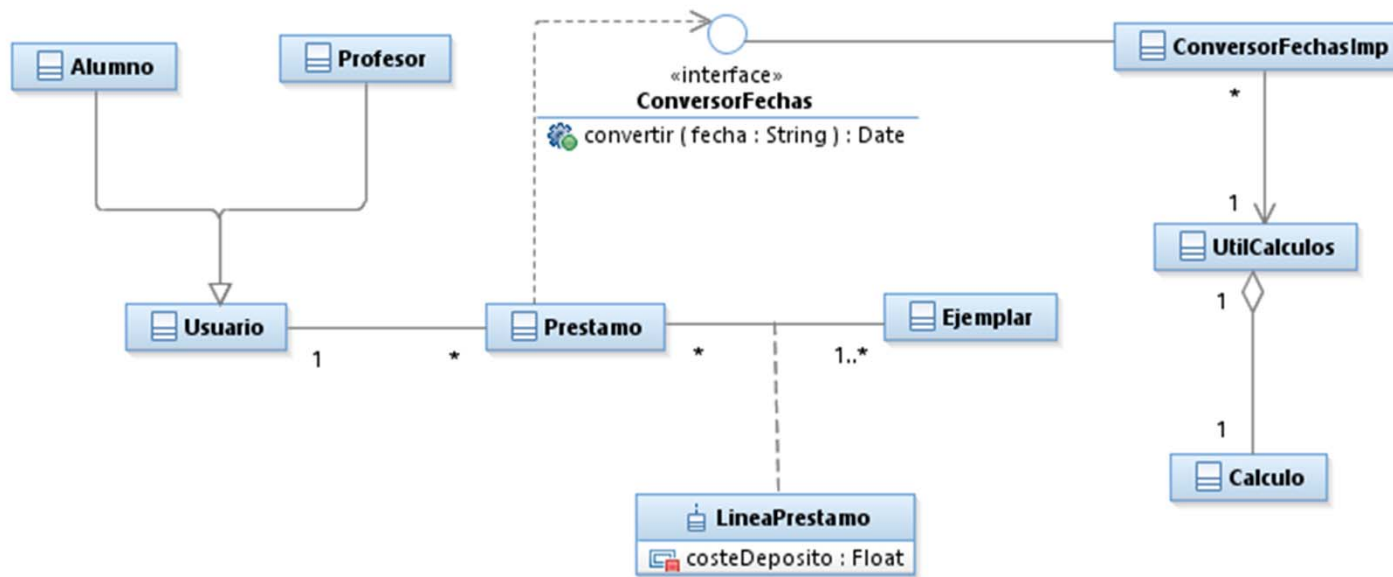 Alumno
Profesor
«interface»
ConversorFechas
convertir ( fecha : String ) : Date
ConversorFechasImp
*
1
UtilCalculos
1
1
Calculo
Usuario
1
*
Prestamo
*
1..*
Ejemplar
LineaPrestamo
costeDeposito : Float